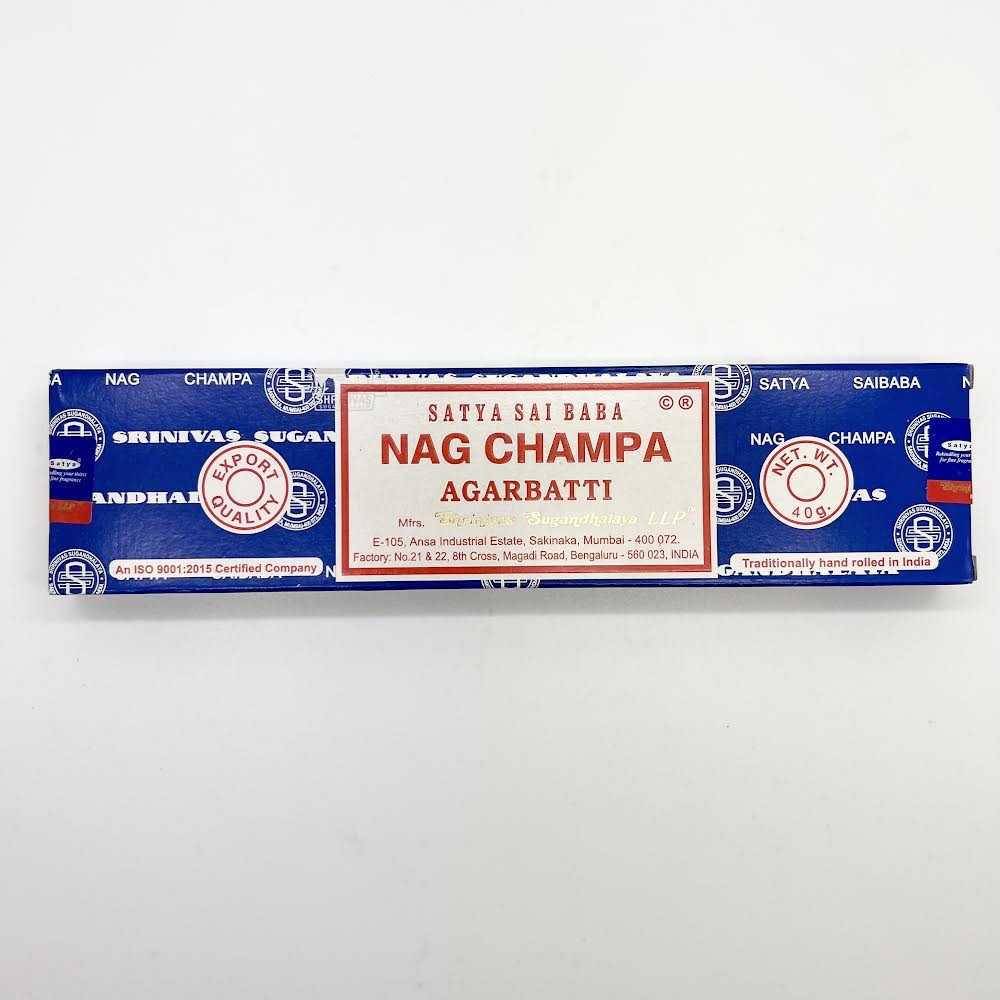 NAG CHAMPA
SATYA SAIBABA
SRINIVAS SUGAN
NAG CHAMPA
EXPORT QUALITY
An ISO 9001:2015 Certified Company
SATYA SAI BABA
© ®
NAG CHAMPA
AGARBATTI
Mfrs. Shrinivas Sugandhalaya LLP™
E-105, Ansa Industrial Estate, Sakinaka, Mumbai - 400 072.
Factory: No.21 & 22, 8th Cross, Magadi Road, Bengaluru - 560 023, INDIA
NET. WT. 40g.
Traditionally hand rolled in India
Satya